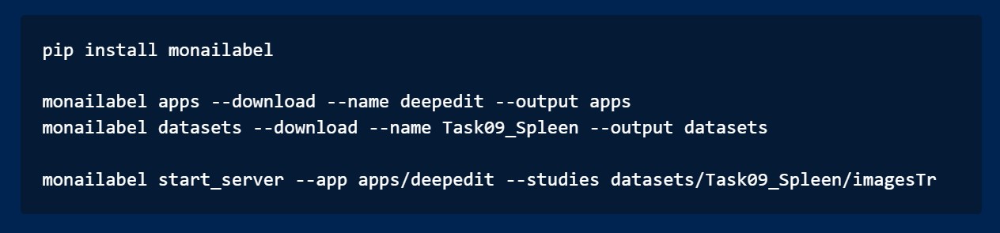 pip install monailabel
monailabel apps --download --name deepedit --output apps
monailabel datasets --download --name Task09_Spleen --output datasets
monailabel start_server --app apps/deepedit --studies datasets/Task09_Spleen/imagesTr